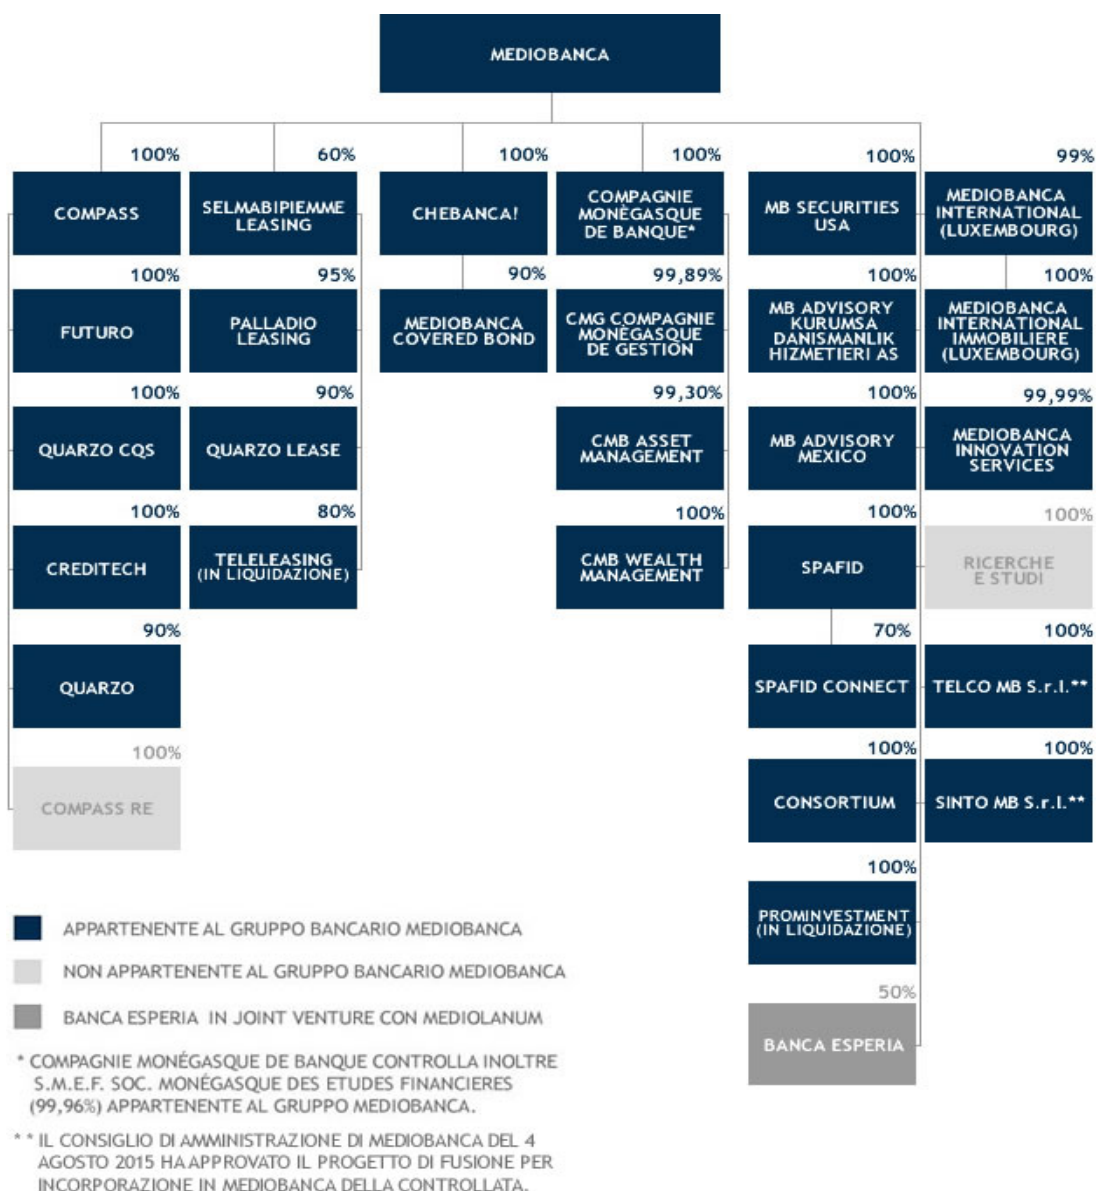 MEDIOBANCA
100%
COMPASS
100%
FUTURO
100%
QUARZO CQS
100%
CREDITECH
90%
QUARZO
100%
COMPASS RE
60%
SELMABIPIEMME
LEASING
95%
PALLADIO
LEASING
90%
QUARZO LEASE
80%
TELELEASING
(IN LIQUIDAZIONE)
100%
CHEBANCA!
90%
MEDIOBANCA
COVERED BOND
100%
COMPAGNIE
MONÈGASQUE
DE BANQUE*
99,89%
CMG COMPAGNIE
MONÈGASQUE
DE GESTION
99,30%
CMB ASSET
MANAGEMENT
100%
CMB WEALTH
MANAGEMENT
100%
MB SECURITIES
USA
100%
MB ADVISORY
KURUMSA
DANISMANLIK
HIZMETIERI AS
100%
MB ADVISORY
MEXICO
100%
SPAFID
70%
SPAFID CONNECT
100%
CONSORTIUM
100%
PROMINVESTMENT
(IN LIQUIDAZIONE)
50%
BANCA ESPERIA
99%
MEDIOBANCA
INTERNATIONAL
(LUXEMBOURG)
100%
MEDIOBANCA
INTERNATIONAL
IMMOBILIERE
(LUXEMBOURG)
99,99%
MEDIOBANCA
INNOVATION
SERVICES
100%
RICERCHE
E STUDI
100%
TELCO MB S.r.l.**
100%
SINTO MB S.r.l.**
APPARTENENTE AL GRUPPO BANCARIO MEDIOBANCA
NON APPARTENENTE AL GRUPPO BANCARIO MEDIOBANCA
BANCA ESPERIA IN JOINT VENTURE CON MEDIOLANUM
* COMPAGNIE MONÉGASQUE DE BANQUE CONTROLLA INOLTRE
S.M.E.F. SOC. MONÉGASQUE DES ETUDES FINANCIERES
(99,96%) APPARTENENTE AL GRUPPO MEDIOBANCA.
** IL CONSIGLIO DI AMMINISTRAZIONE DI MEDIOBANCA DEL 4
AGOSTO 2015 HA APPROVATO IL PROGETTO DI FUSIONE PER
INCORPORAZIONE IN MEDIOBANCA DELLA CONTROLLATA.